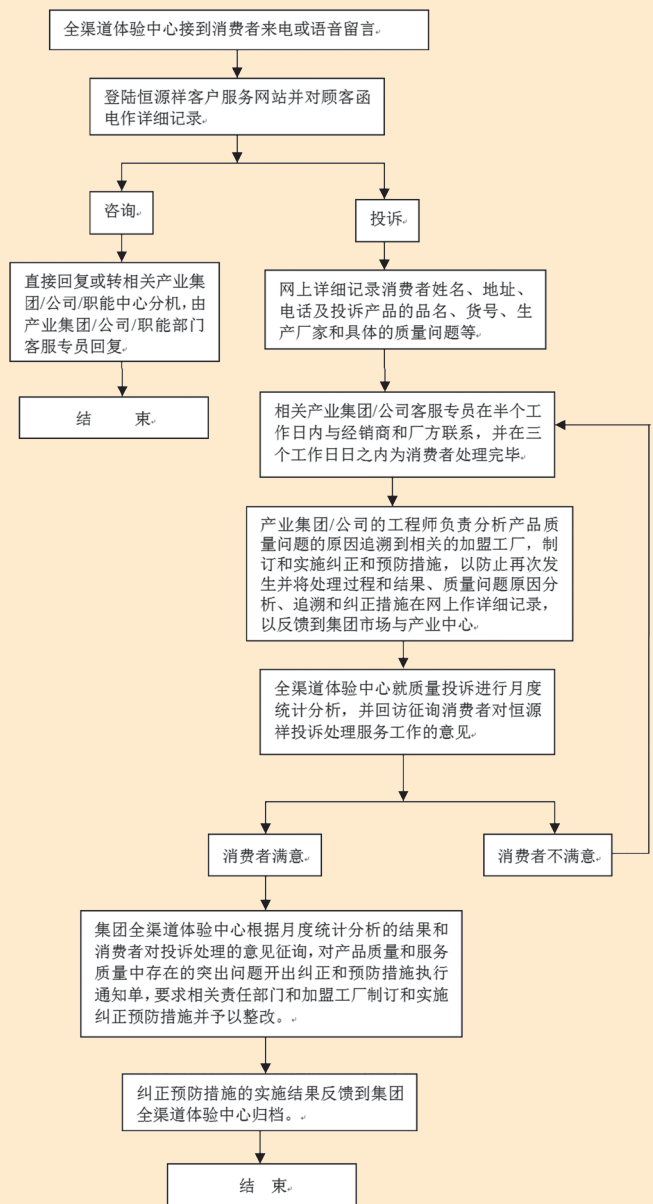 全渠道体验中心接到消费者来电或语音留言
登陆恒源祥客户服务网站并对顾客函
电作详细记录
咨询
投诉
直接回复或转相关产业集
团/公司/职能中心分机,由
产业集团/公司/职能部门
客服专员回复
结 束
网上详细记录消费者姓名、地址、
电话及投诉产品的品名、货号、生
产厂家和具体的质量问题等
相关产业集团/公司客服专员在半个工
作日内与经销商和厂方联系,并在三
个工作日日之内为消费者处理完毕
产业集团/公司的工程师负责分析产品质
量问题的原因追溯到相关的加盟工厂,制
订和实施纠正和预防措施,以防止再次发
生并将处理过程和结果、质量问题原因分
析、追溯和纠正措施在网上作详细记录,
以反馈到集团市场与产业中心
全渠道体验中心就质量投诉进行月度
统计分析,并回访征询消费者对恒源
祥投诉处理服务工作的意见
消费者满意
消费者不满意
集团全渠道体验中心根据月度统计分析的结果和
消费者对投诉处理的意见征询,对产品质量和服务
质量中存在的突出问题开出纠正和预防措施执行
通知单,要求相关责任部门和加盟工厂制订和实施
纠正预防措施并予以整改。
纠正预防措施的实施结果反馈到集团
全渠道体验中心归档。
结 束